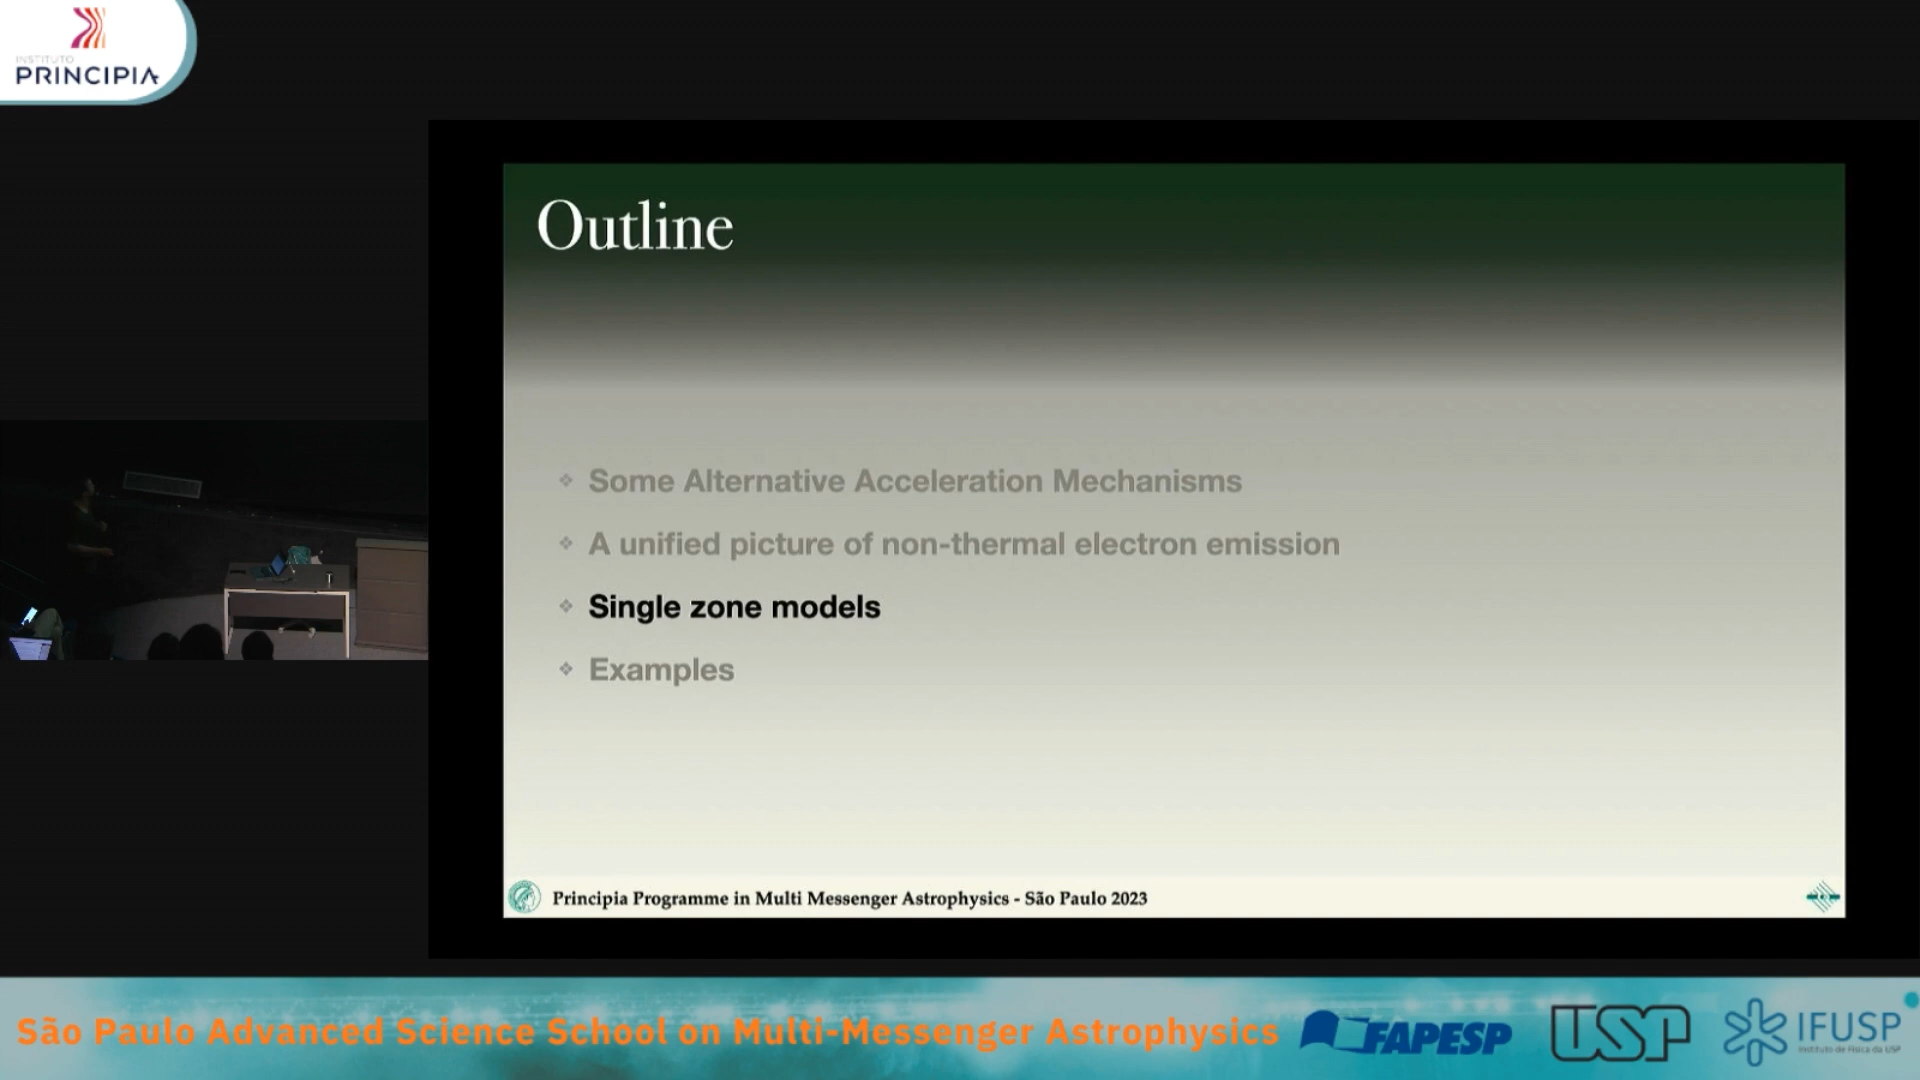 INSTITUTO
PRINCIPIA
Outline
Some Alternative Acceleration Mechanisms
A unified picture of non-thermal electron emission
Single zone models
Examples
Principia Programme in Multi Messenger Astrophysics - São Paulo 2023
São Paulo Advanced Science School on Multi-Messenger Astrophysics
FAPESP
USP
IFUSP
Instituto de Física da USP